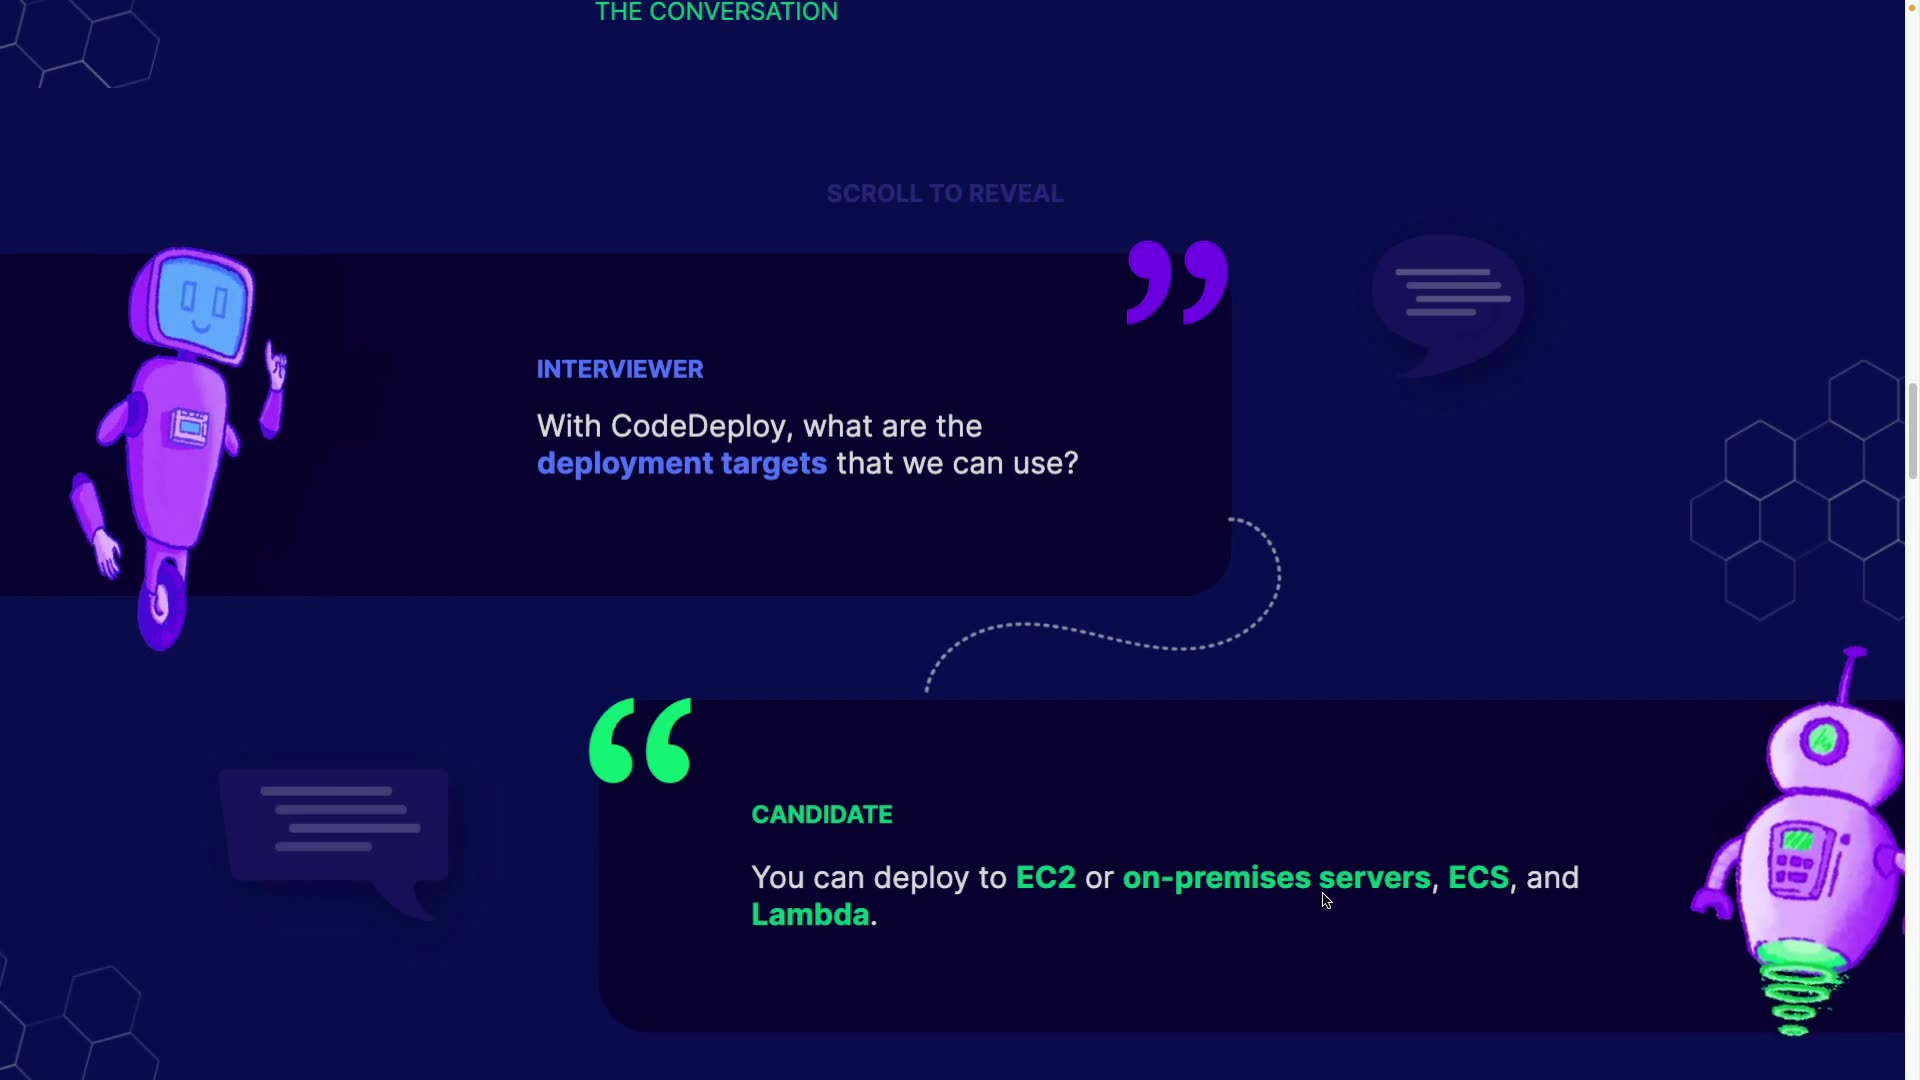 THE CONVERSATION
SCROLL TO REVEAL
INTERVIEWER
With CodeDeploy, what are the
deployment targets that we can use?
CANDIDATE
You can deploy to EC2 or on-premises servers, ECS, and
Lambda.